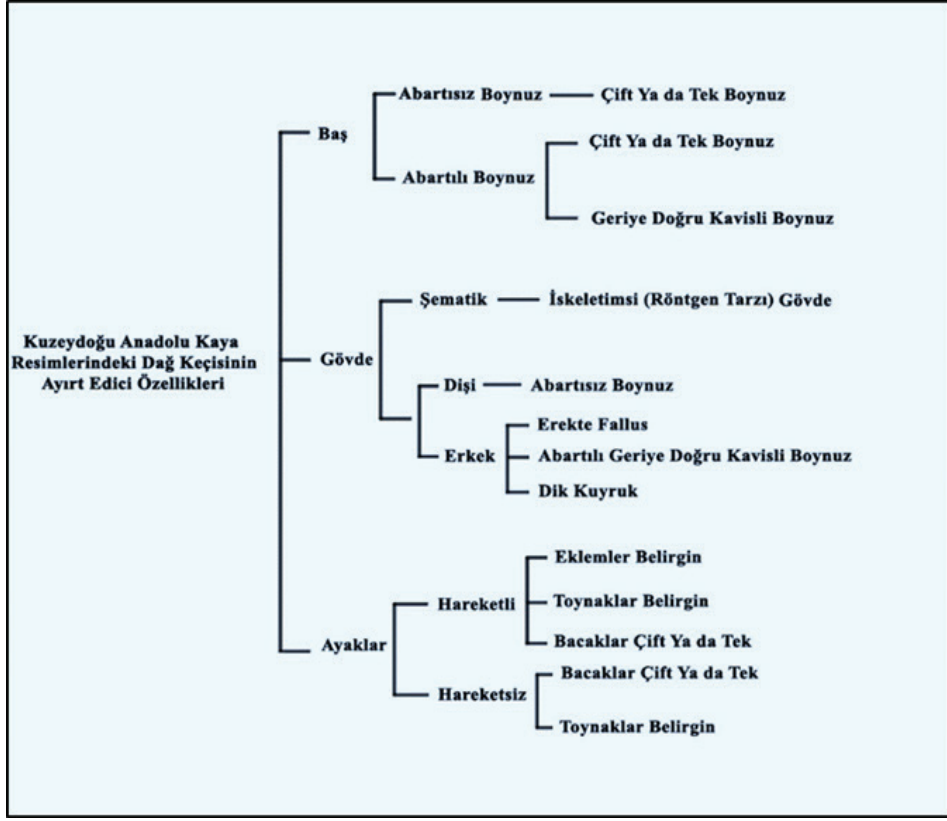 Abartısız Boynuz
Çift Ya da Tek Boynuz
Baş
Çift Ya da Tek Boynuz
Abartılı Boynuz
Geriye Doğru Kavisli Boynuz
Şematik
İskeletimsi (Röntgen Tarzı) Gövde
Kuzeydoğu Anadolu Kaya
Resimlerindeki Dağ Keçisinin
Ayırt Edici Özellikleri
Gövde
Dişi
Abartısız Boynuz
Erekte Fallus
Erkek
Abartılı Geriye Doğru Kavisli Boynuz
Dik Kuyruk
Eklemler Belirgin
Hareketli
Toynaklar Belirgin
Bacaklar Çift Ya da Tek
Ayaklar
Bacaklar Çift Ya da Tek
Hareketsiz
Toynaklar Belirgin